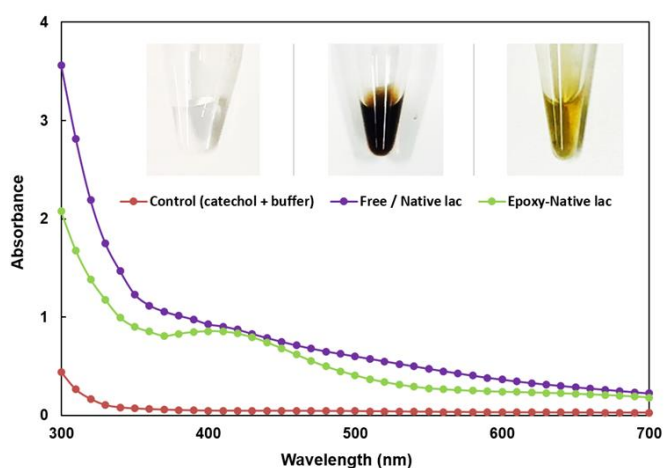 4
3
2
1
0
Absorbance
Control (catechol + buffer) Free / Native lac Epoxy-Native lac
300 400 500 600 700
Wavelength (nm)